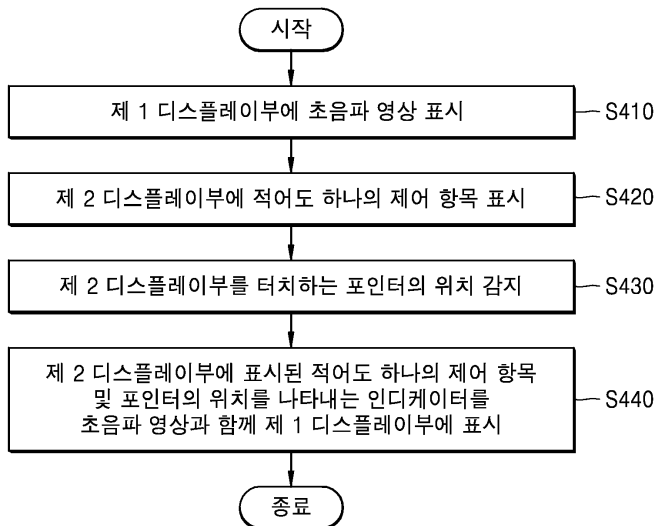 시작
제 1 디스플레이부에 초음파 영상 표시
S410
제 2 디스플레이부에 적어도 하나의 제어 항목 표시
S420
제 2 디스플레이부를 터치하는 포인터의 위치 감지
S430
제 2 디스플레이부에 표시된 적어도 하나의 제어 항목
및 포인터의 위치를 나타내는 인디케이터를
초음파 영상과 함께 제 1 디스플레이부에 표시
S440
종료